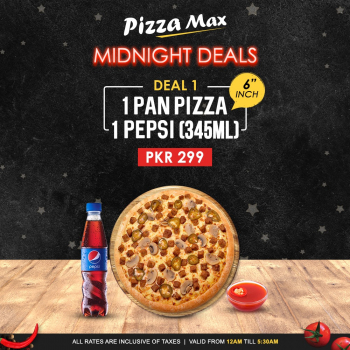 Pizza Max
MIDNIGHT DEALS
DEAL 1
6”
INCH
1 PAN PIZZA
1 PEPSI (345ML)
PKR 299
pepsi
ALL RATES ARE INCLUSIVE OF TAXES | VALID FROM 12AM TILL 5:30AM